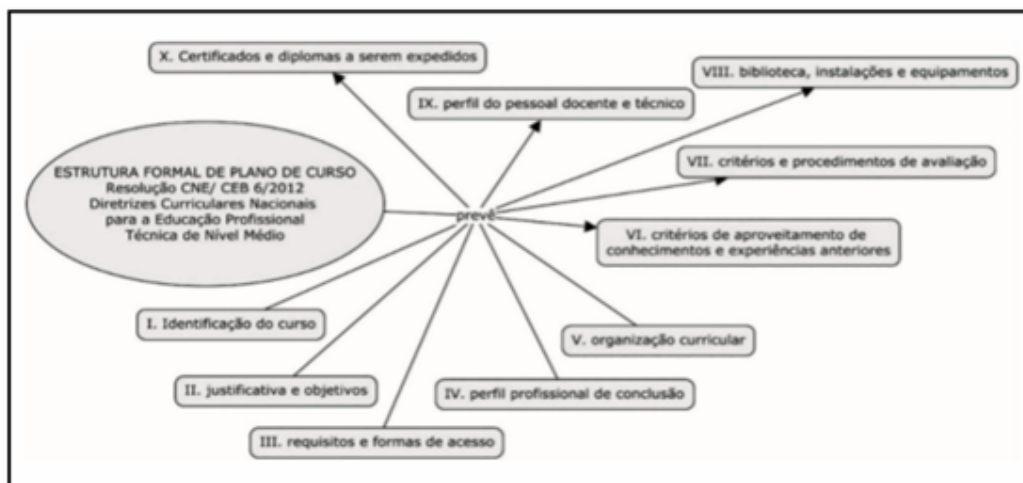 X. Certificados e diplomas a serem expedidos
VIII. biblioteca, instalações e equipamentos
IX. perfil do pessoal docente e técnico
ESTRUTURA FORMAL DE PLANO DE CURSO
Resolução CNE/ CEB 6/2012
Diretrizes Curriculares Nacionais
para a Educação Profissional
Técnica de Nível Médio
VII. critérios e procedimentos de avaliação
prevê
VI. critérios de aproveitamento de
conhecimentos e experiências anteriores
I. Identificação do curso
V. organização curricular
II. justificativa e objetivos
IV. perfil profissional de conclusão
III. requisitos e formas de acesso